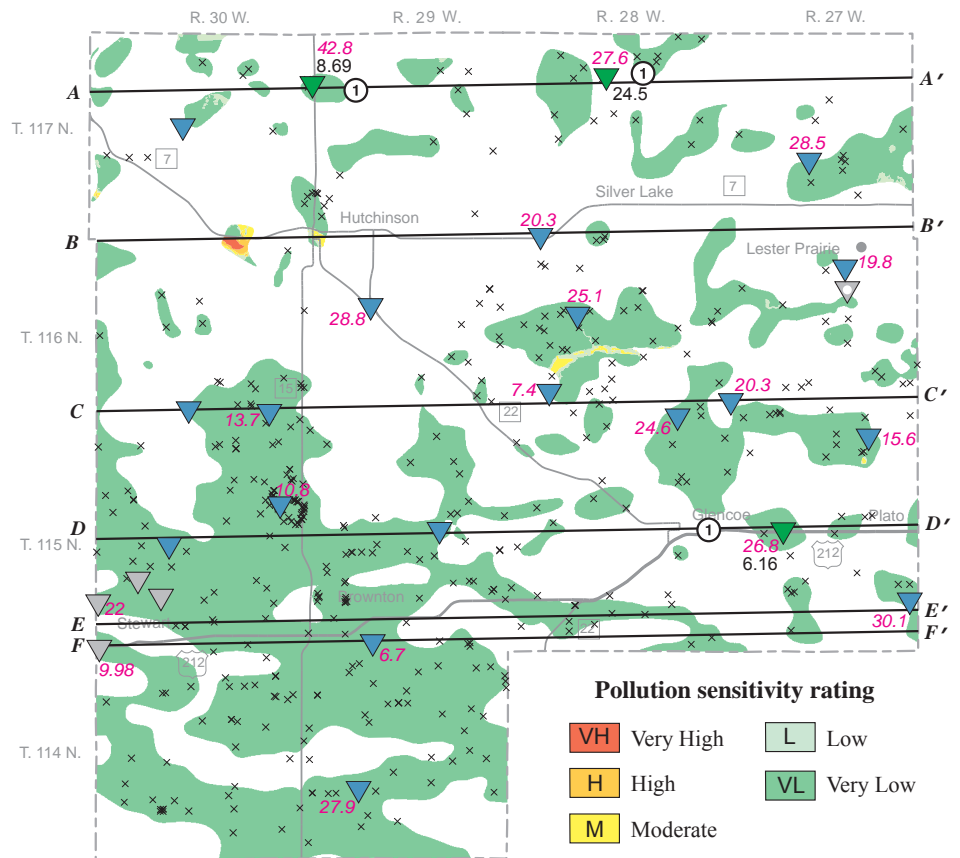 R. 30 W. R. 29 W. R. 28 W. R. 27 W.
42.8
8.69
27.6
24.5
A 1 1 A′
T. 117 N.
7
28.5
7
Silver Lake
Hutchinson
20.3
B B′
Lester Prairie
19.8
25.1
28.8
T. 116 N.
15
7.4
20.3
C C′
13.7
22
24.6
15.6
10.8
Glencoe
Plato
D 1 D′
T. 115 N.
26.8
6.16
212
22
Brownton
30.1
Stewart
E E′
22
F F′
6.7
9.98
212
T. 114 N.
27.9
Pollution sensitivity rating
VH Very High
L Low
H High
VL Very Low
M Moderate